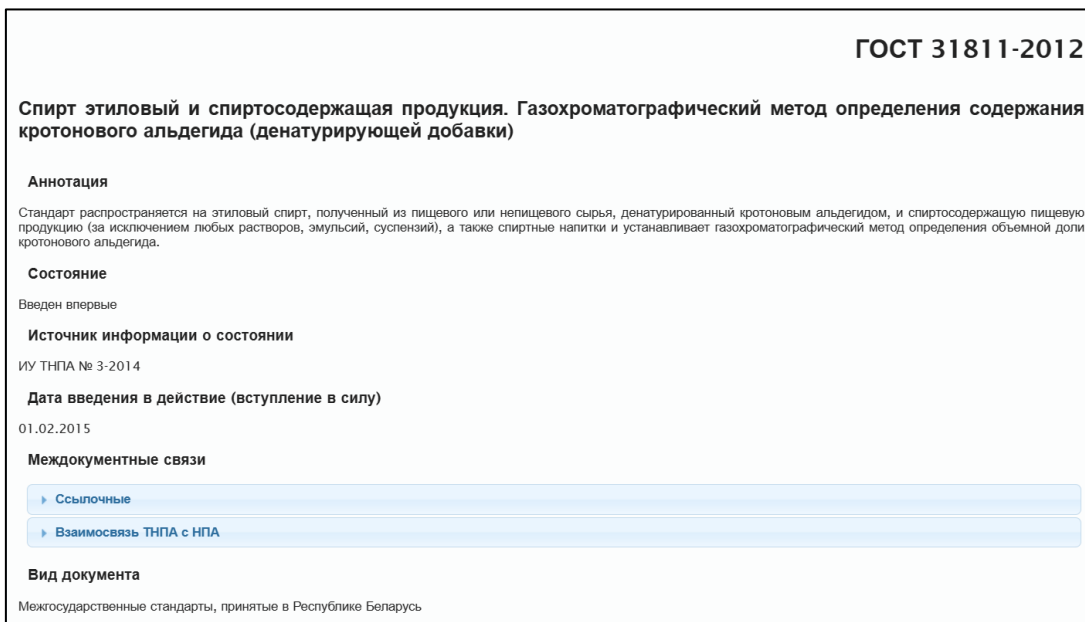 ГОСТ 31811-2012
Спирт этиловый и спиртосодержащая продукция. Газохроматографический метод определения содержания
кротонового альдегида (денатурирующей добавки)
Аннотация
Стандарт распространяется на этиловый спирт, полученный из пищевого или непищевого сырья, денатурированный кротоновым альдегидом, и спиртосодержащую пищевую
продукцию (за исключением любых растворов, эмульсий, суспензий), а также спиртные напитки и устанавливает газохроматографический метод определения объемной доли
кротонового альдегида.
Состояние
Введен впервые
Источник информации о состоянии
ИУ ТНПА № 3-2014
Дата введения в действие (вступление в силу)
01.02.2015
Междокументные связи
Ссылочные
Взаимосвязь ТНПА с НПА
Вид документа
Межгосударственные стандарты, принятые в Республике Беларусь